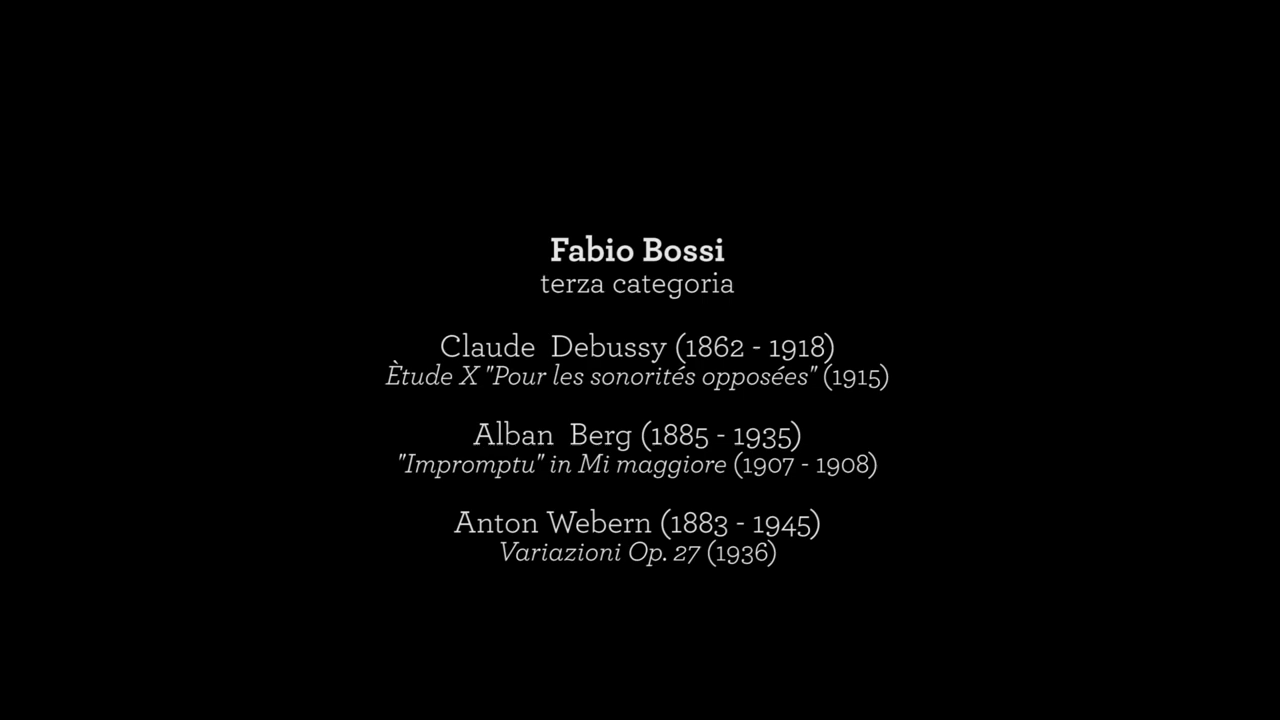 Fabio Bossi
terza categoria
Claude Debussy (1862 - 1918)
Ètude X "Pour les sonorités opposées" (1915)
Alban Berg (1885 - 1935)
"Impromptu" in Mi maggiore (1907 - 1908)
Anton Webern (1883 - 1945)
Variazioni Op. 27 (1936)